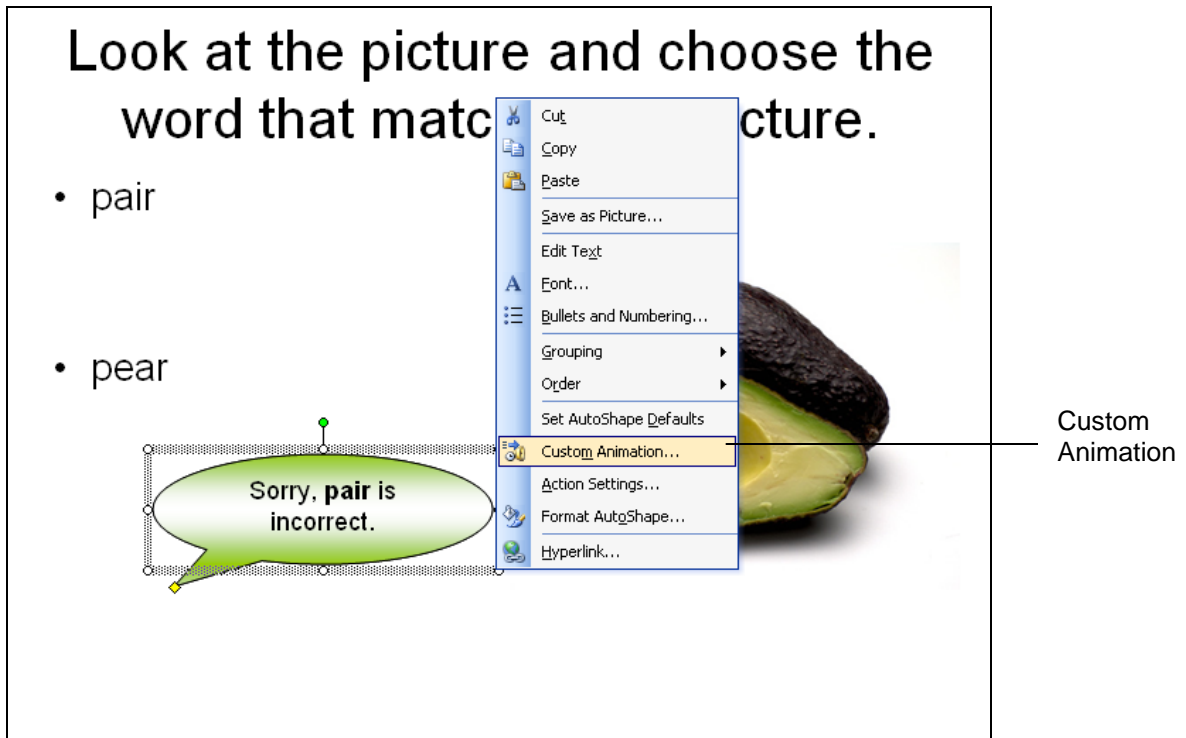 Look at the picture and choose the
word that matc cture.
• pair
• pear
Sorry, pair is
incorrect.
Cut
Copy
Paste
Save as Picture...
Edit Text
Font...
Bullets and Numbering...
Grouping
Order
Set AutoShape Defaults
Custom Animation...
Action Settings...
Format AutoShape...
Hyperlink...
Custom
Animation